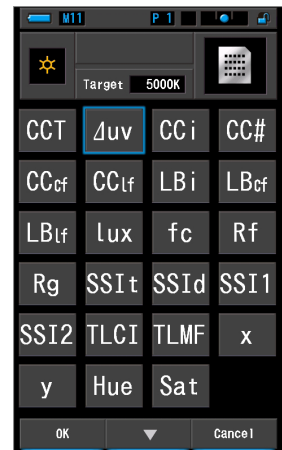 M11 P 1
Target 5000K
CCT ⊿uv CCi CC#
CCcf CClf LBi LBcf
LBlf lux fc Rf
Rg SSIt SSId SSI1
SSI2 TLCI TLMF x
y Hue Sat
OK ▼ Cancel